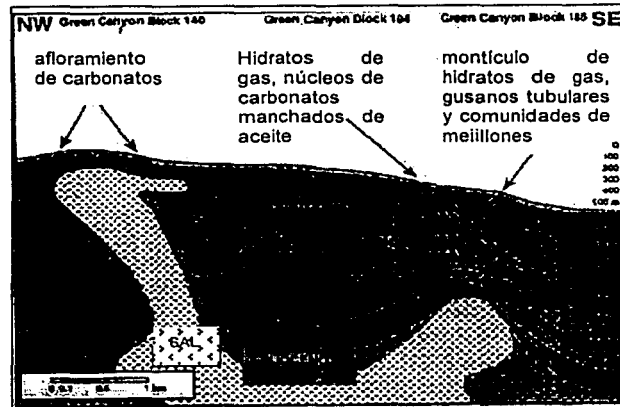 NW Green Canyon Block 140 Green Canyon Block 184 Green Canyon Block 185 SE
afloramiento
de carbonatos
Hidratos de
gas, núcleos de
carbonatos
manchados de
aceite
montículo de
hidratos de gas,
gusanos tubulares
y comunidades de
meiillones
0
100
200
300
400
500 m
SAL
1 km